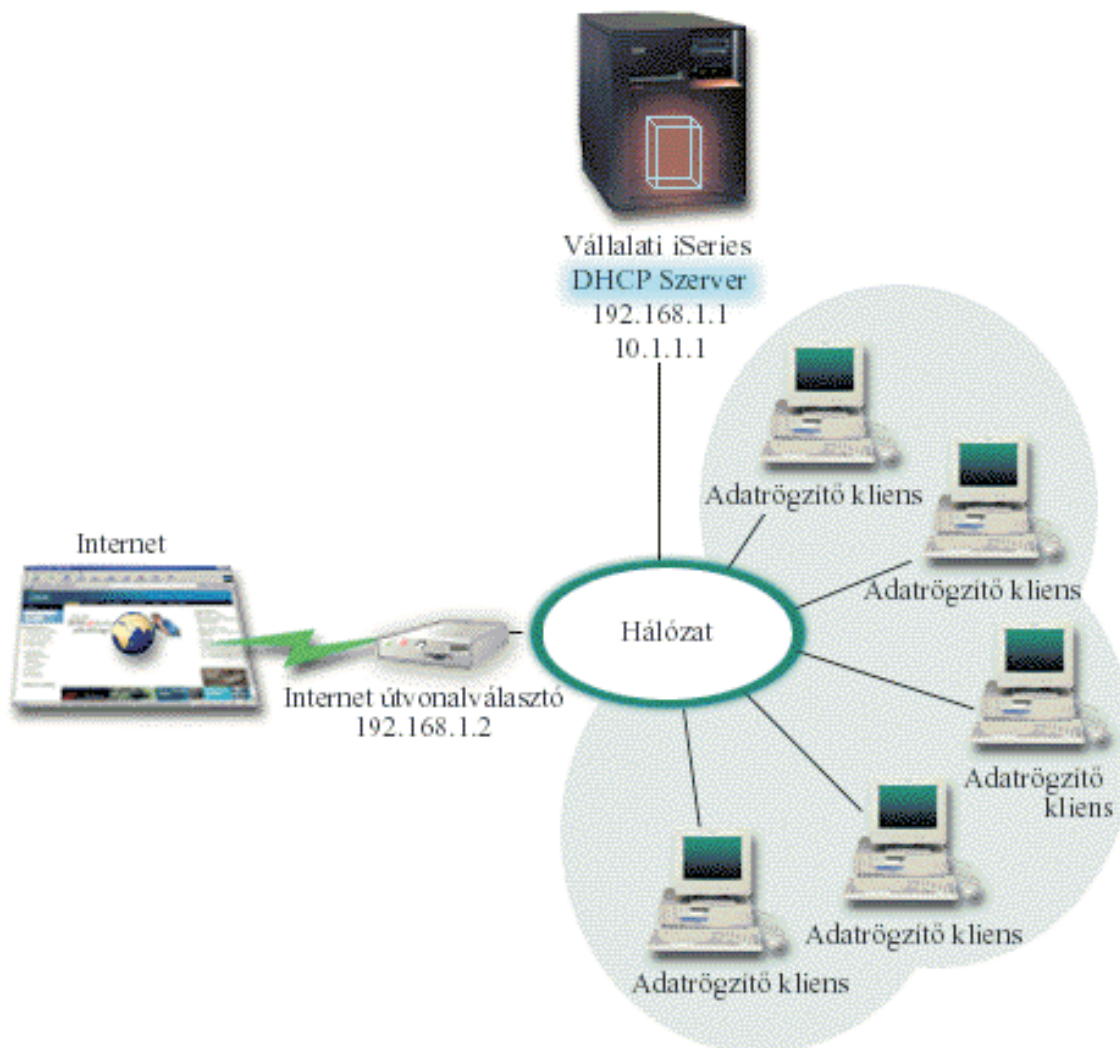 Vállalati iSeries
DHCP Szerver
192.168.1.1
10.1.1.1
Adatrögzítő kliens
Adatrögzítő kliens
Internet
Hálózat
Internet útvonalválasztó
192.168.1.2
Adatrögzítő
kliens
Adatrögzítő kliens
Adatrögzítő kliens